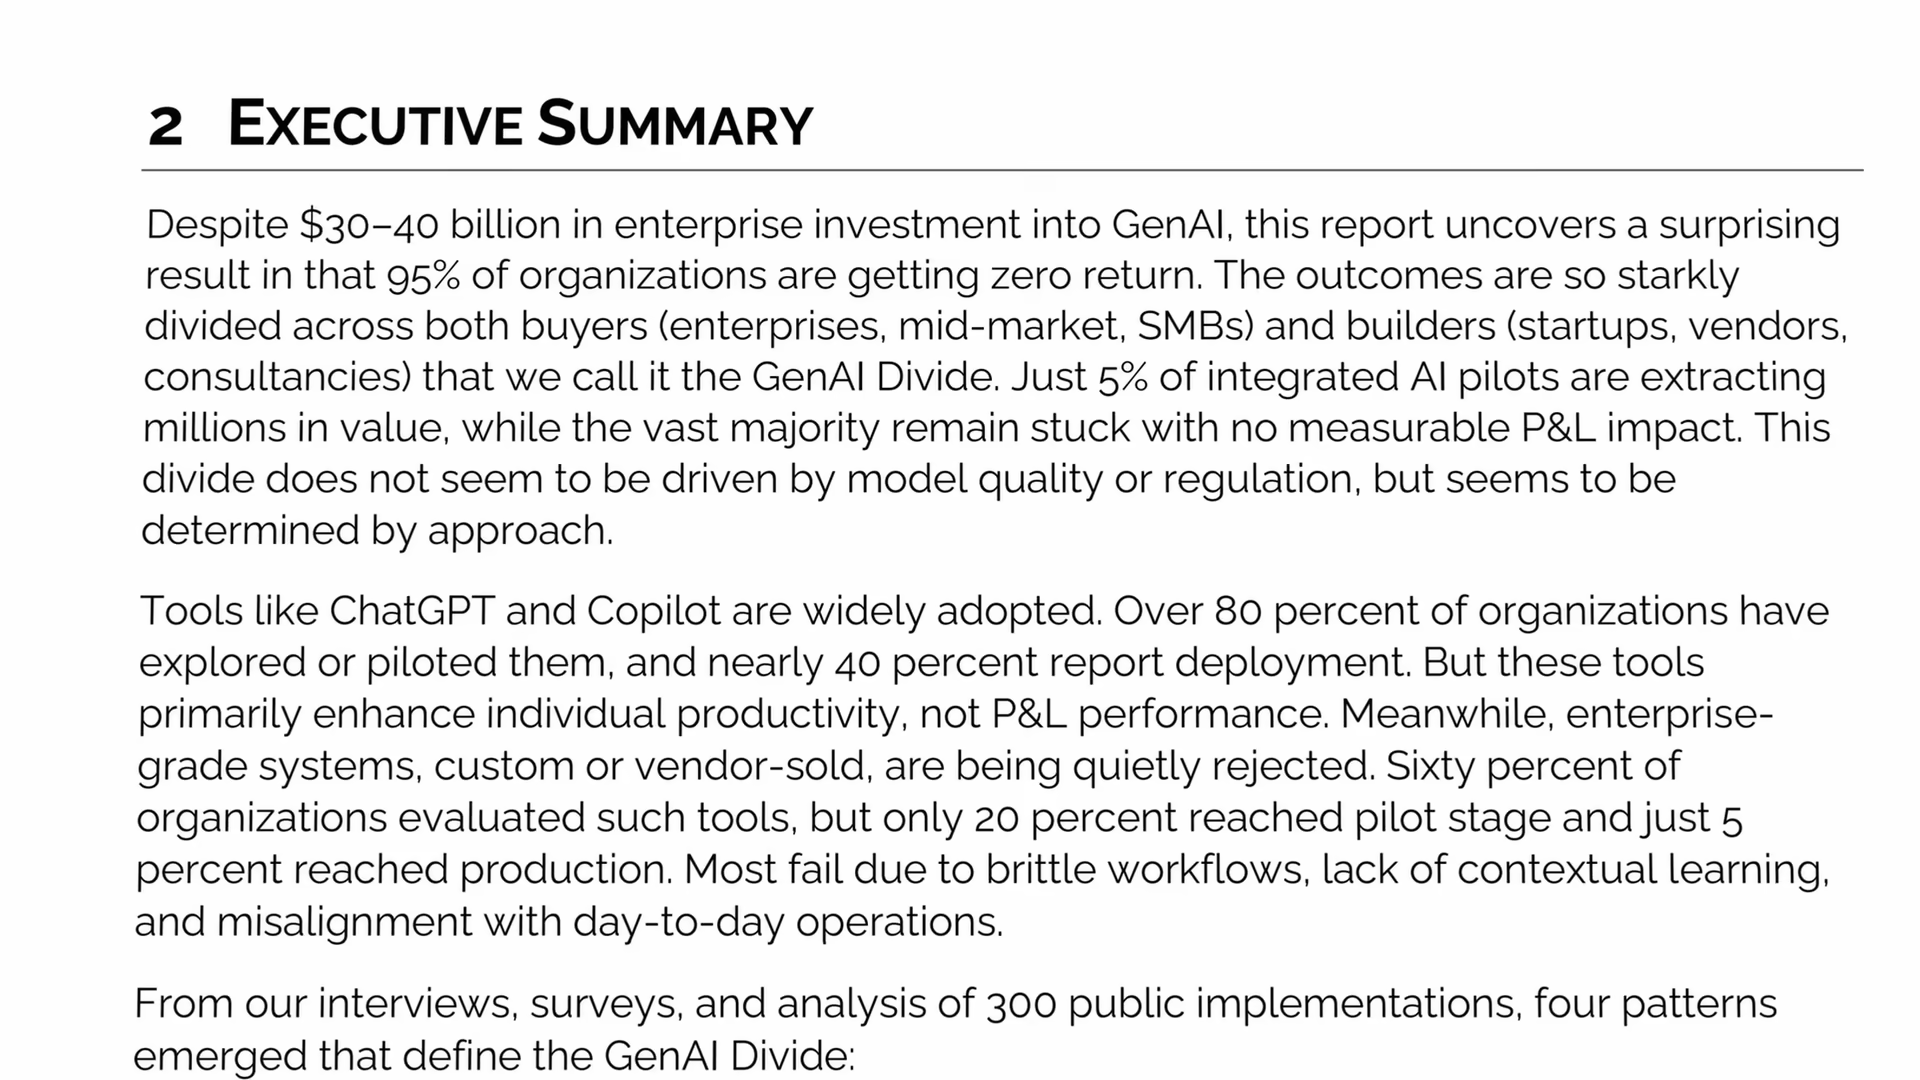 2 EXECUTIVE SUMMARY
Despite $30–40 billion in enterprise investment into GenAI, this report uncovers a surprising
result in that 95% of organizations are getting zero return. The outcomes are so starkly
divided across both buyers (enterprises, mid-market, SMBs) and builders (startups, vendors,
consultancies) that we call it the GenAI Divide. Just 5% of integrated AI pilots are extracting
millions in value, while the vast majority remain stuck with no measurable P&L impact. This
divide does not seem to be driven by model quality or regulation, but seems to be
determined by approach.
Tools like ChatGPT and Copilot are widely adopted. Over 80 percent of organizations have
explored or piloted them, and nearly 40 percent report deployment. But these tools
primarily enhance individual productivity, not P&L performance. Meanwhile, enterprise-
grade systems, custom or vendor-sold, are being quietly rejected. Sixty percent of
organizations evaluated such tools, but only 20 percent reached pilot stage and just 5
percent reached production. Most fail due to brittle workflows, lack of contextual learning,
and misalignment with day-to-day operations.
From our interviews, surveys, and analysis of 300 public implementations, four patterns
emerged that define the GenAI Divide: